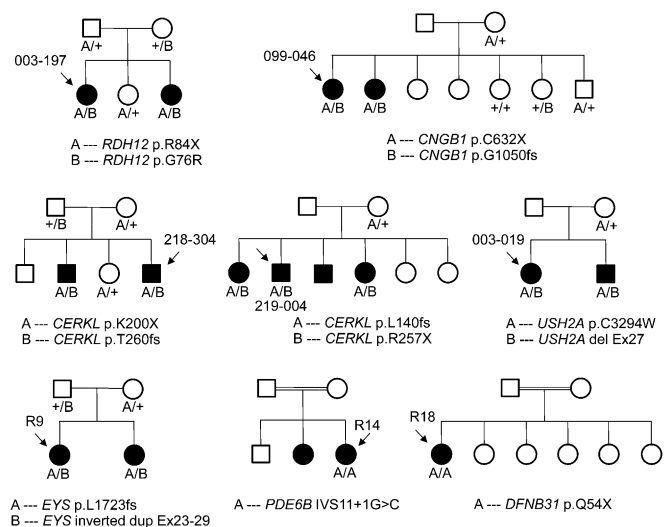 A/+ +/B
003-197
A/B A/+ A/B
A --- RDH12 p.R84X
B --- RDH12 p.G76R
A/+
099-046
A/B A/B +/+ +/B A/+
A --- CNGB1 p.C632X
B --- CNGB1 p.G1050fs
+/B A/+
218-304
A/B A/+ A/B
A --- CERKL p.K200X
B --- CERKL p.T260fs
A/+
A/B A/B A/B
219-004
A --- CERKL p.L140fs
B --- CERKL p.R257X
A/+
003-019
A/B A/B
A --- USH2A p.C3294W
B --- USH2A del Ex27
+/B A/+
R9
A/B A/B
A --- EYS p.L1723fs
B --- EYS inverted dup Ex23-29
R14
A/A
A --- PDE6B IVS11+1G>C
R18
A/A
A --- DFNB31 p.Q54X